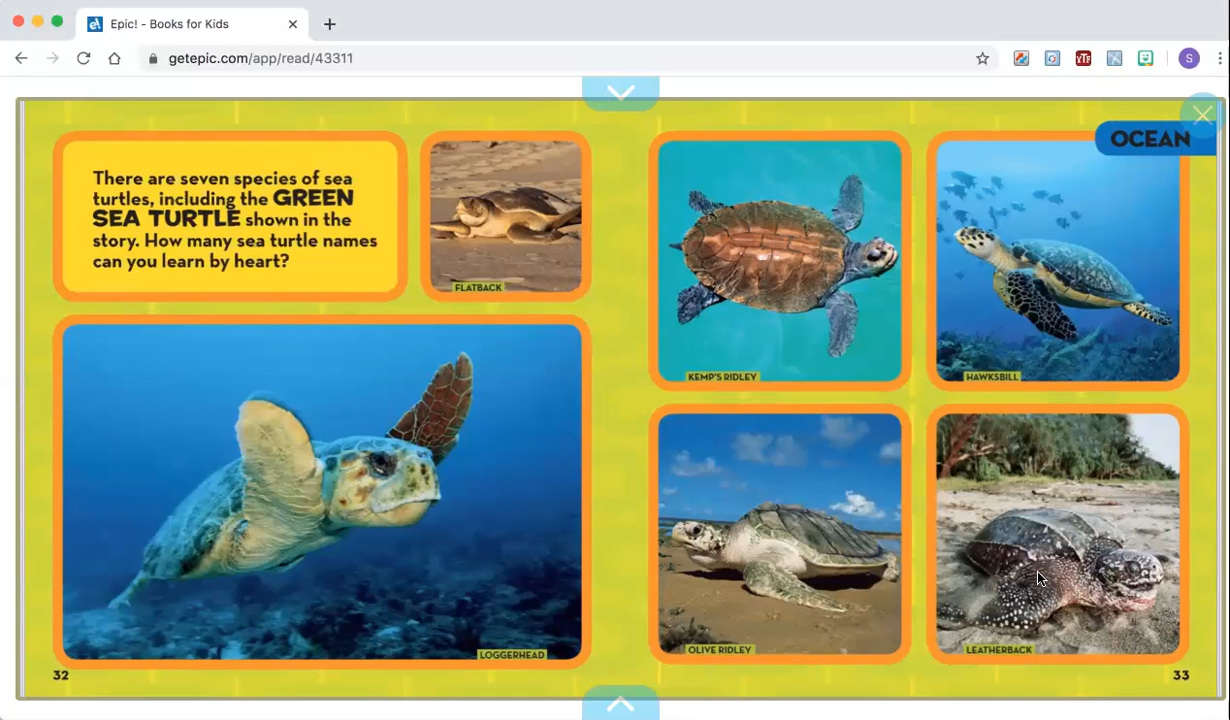 Epic! - Books for Kids
getepic.com/app/read/43311
YTF
S
There are seven species of sea
turtles, including the GREEN
SEA TURTLE shown in the
story. How many sea turtle names
can you learn by heart?
FLATBACK
LOGGERHEAD
32
OCEAN
KEMP'S RIDLEY
HAWKSBILL
OLIVE RIDLEY
LEATHERBACK
33